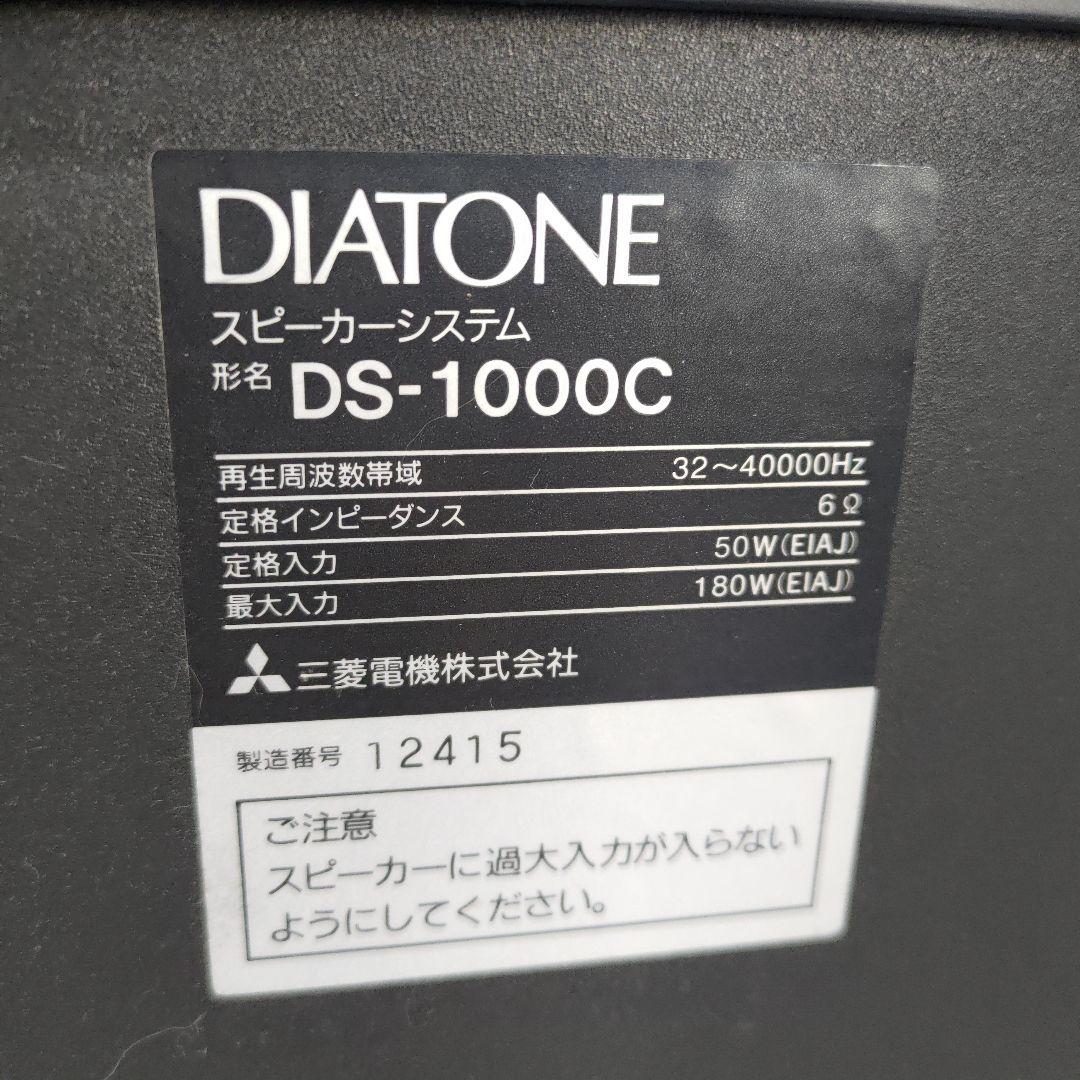 DIATONE
スピーカーシステム
形名 DS-1000C
再生周波数帯域 32～40000Hz
定格インピーダンス 6Ω
定格入力 50W(EIAJ)
最大入力 180W(EIAJ)
三菱電機株式会社
製造番号 12415
ご注意
スピーカーに過大入力が入らない
ようにしてください。